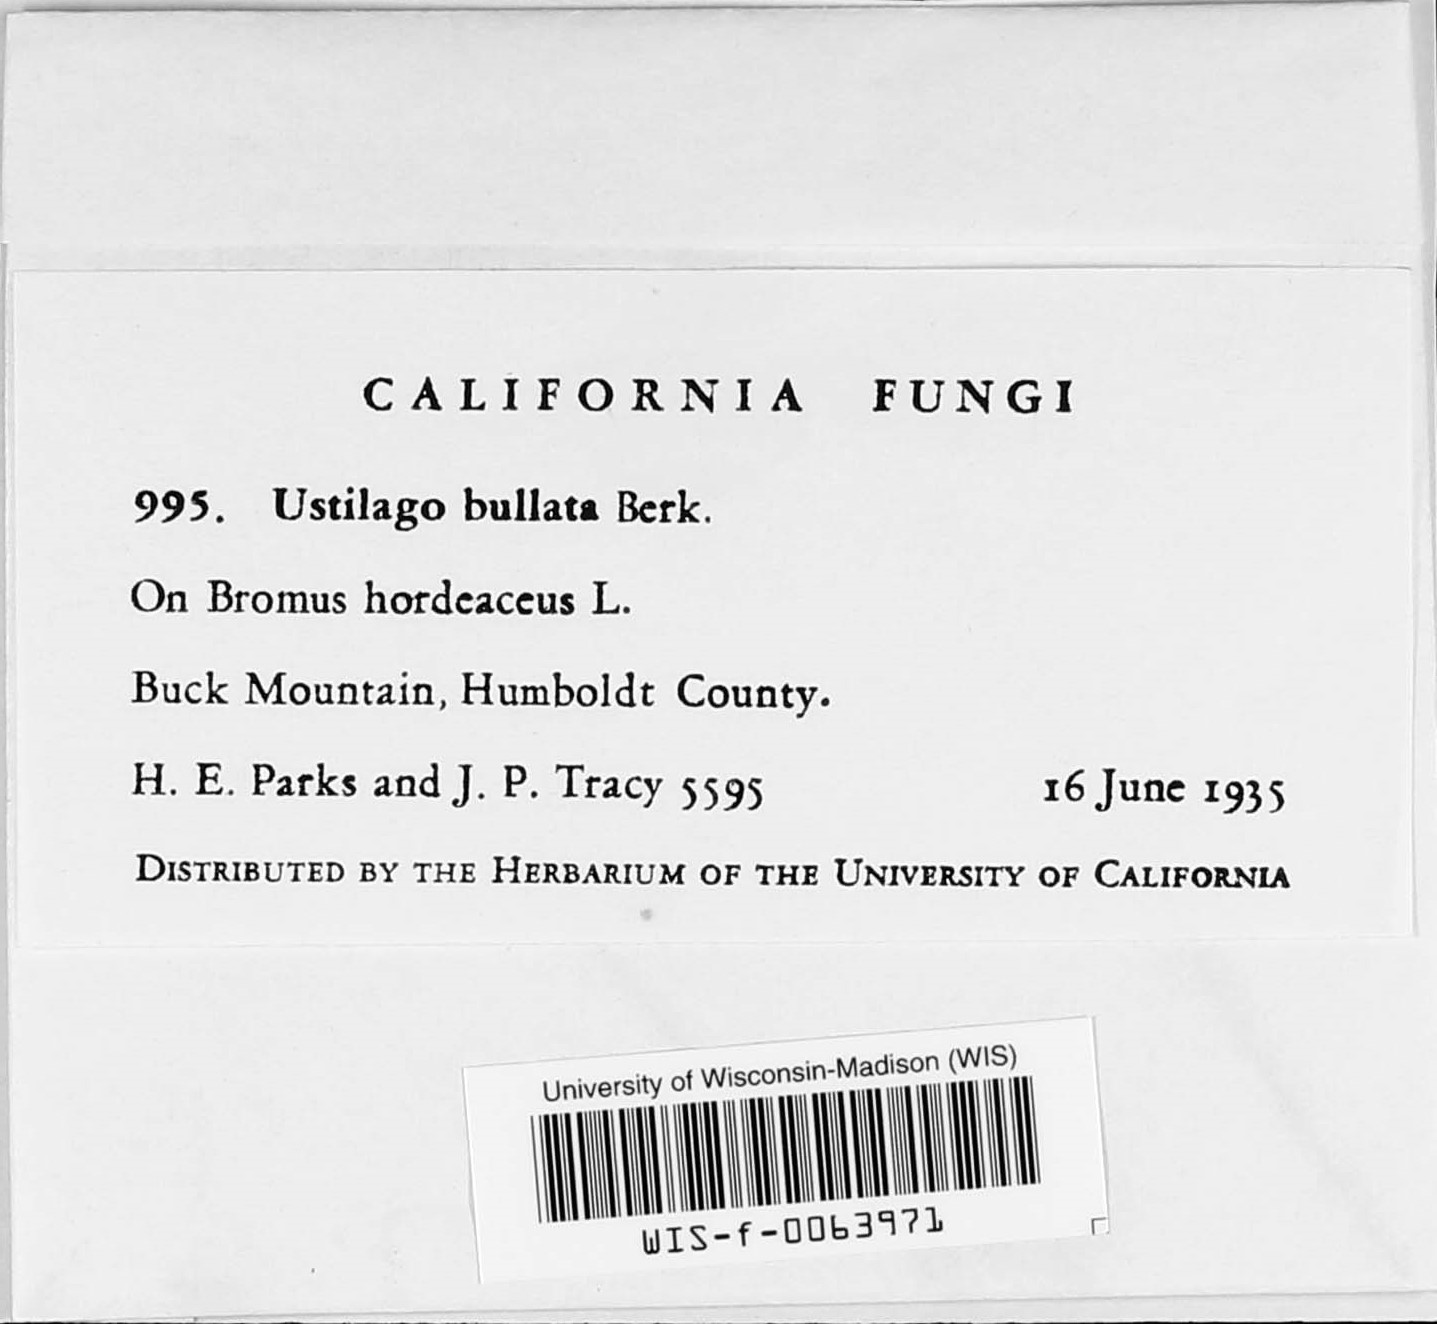 CALIFORNIA FUNGI
995. Ustilago bullata Berk.
On Bromus hordeaceus L.
Buck Mountain, Humboldt County.
H. E. Parks and J. P. Tracy 5595 16 June 1935
DISTRIBUTED BY THE HERBARIUM OF THE UNIVERSITY OF CALIFORNIA
University of Wisconsin-Madison (WIS)
WIS-f-0063971